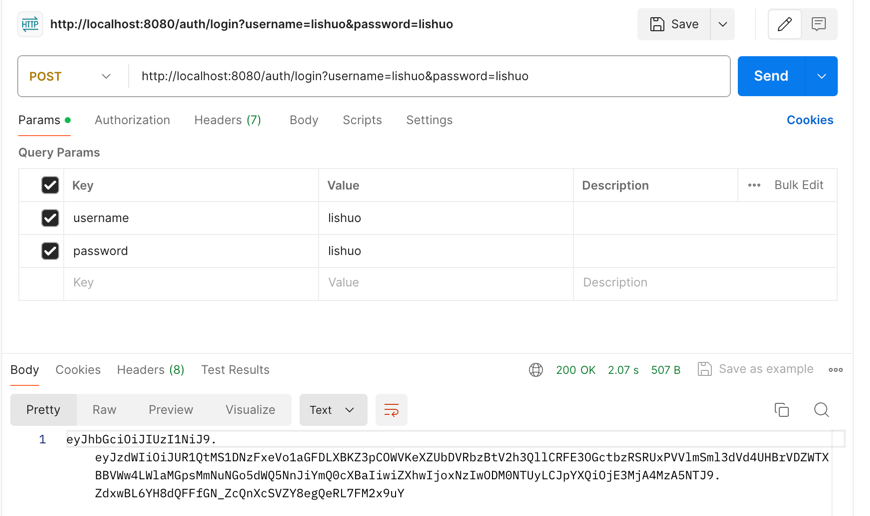 HTTP http://localhost:8080/auth/login?username=lishuo&password=lishuo Save
POST http://localhost:8080/auth/login?username=lishuo&password=lishuo Send
Params Authorization Headers (7) Body Scripts Settings Cookies
Query Params
Key Value Description Bulk Edit
username lishuo
password lishuo
Key Value Description
Body Cookies Headers (8) Test Results 200 OK 2.07 s 507 B Save as example
Pretty Raw Preview Visualize Text
1 eyJhbGciOiJIUzI1NiJ9.
eyJzdWIiOiJUR1QtMS1DNzFxeVo1aGFDLXBKZ3pCOWVKeXZUbDVRbzBtV2h3QllCRFE3OGctbzRSRUxPVVlmSml3dVd4UHBrVDZWTX
BBVWw4LWlaMGpsMmNuNGo5dWQ5NnJiYmQ0cXBaIiwiZXhwIjoxNzIwODM0NTUyLCJpYXQiOjE3MjA4MzA5NTJ9.
ZdxwBL6YH8dQFFfGN_ZcQnXcSVZY8egQeRL7FM2x9uY